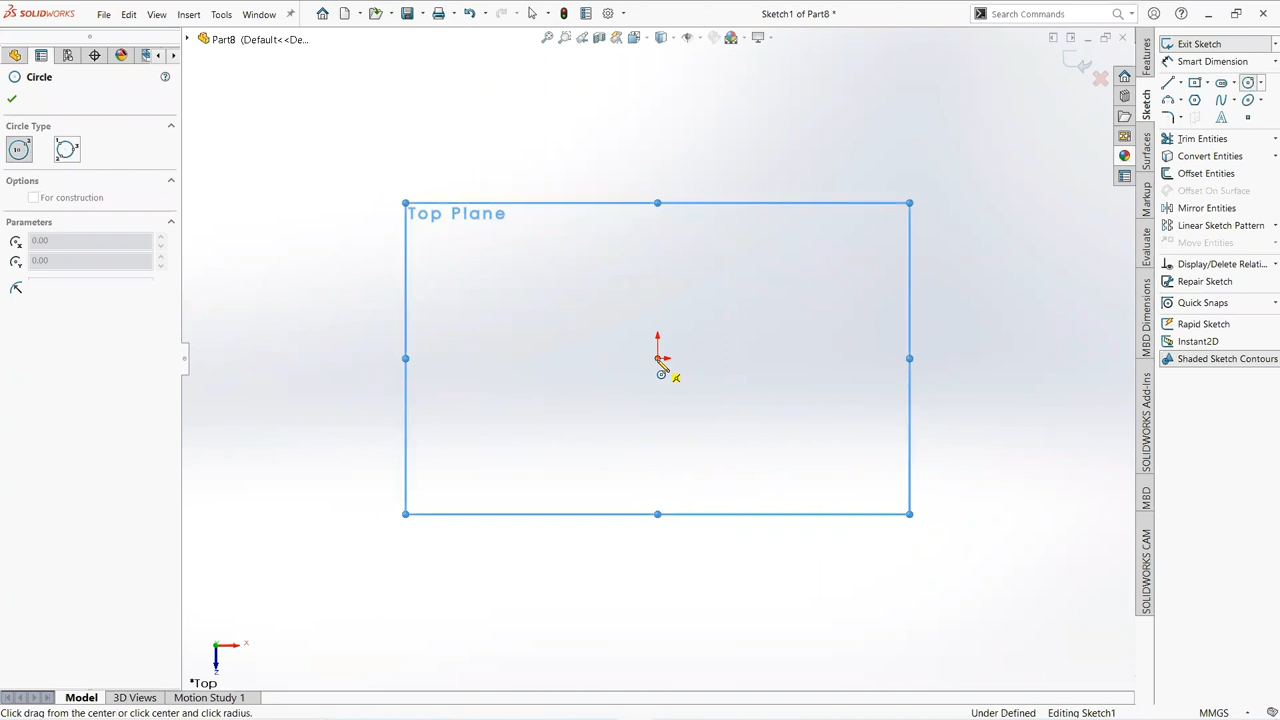 SOLIDWORKS
File
Edit
View
Insert
Tools
Window
Sketch1 of Part8 *
Search Commands
Part8 (Default<<De...
Circle
Circle Type
Options
For construction
Parameters
0.00
0.00
Top Plane
*Top
Features
Sketch
Surfaces
Markup
Evaluate
MBD Dimensions
SOLIDWORKS Add-Ins
MBD
SOLIDWORKS CAM
Exit Sketch
Smart Dimension
Trim Entities
Convert Entities
Offset Entities
Offset On Surface
Mirror Entities
Linear Sketch Pattern
Move Entities
Display/Delete Relati...
Repair Sketch
Quick Snaps
Rapid Sketch
Instant2D
Shaded Sketch Contours
Model
3D Views
Motion Study 1
Click drag from the center or click center and click radius.
Under Defined
Editing Sketch1
MMGS